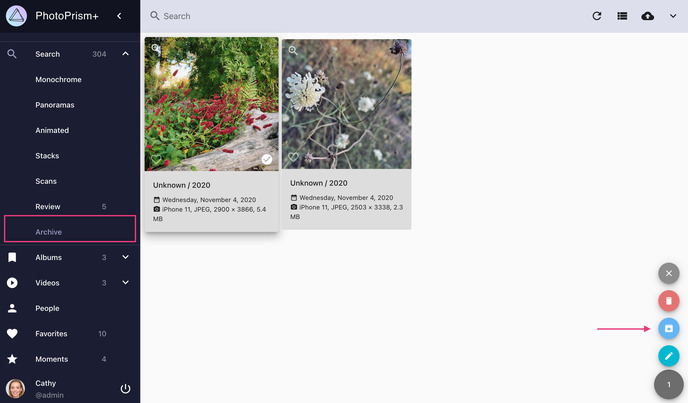 PhotoPrism+
Search
Search 304
Monochrome
Panoramas
Animated
Stacks
Scans
Review 5
Archive
Albums 3
Videos 3
People
Favorites 10
Moments 4
Cathy
@admin
Unknown / 2020
Wednesday, November 4, 2020
iPhone 11, JPEG, 2900 × 3866, 5.4
MB
Unknown / 2020
Wednesday, November 4, 2020
iPhone 11, JPEG, 2503 × 3338, 2.3
MB
1